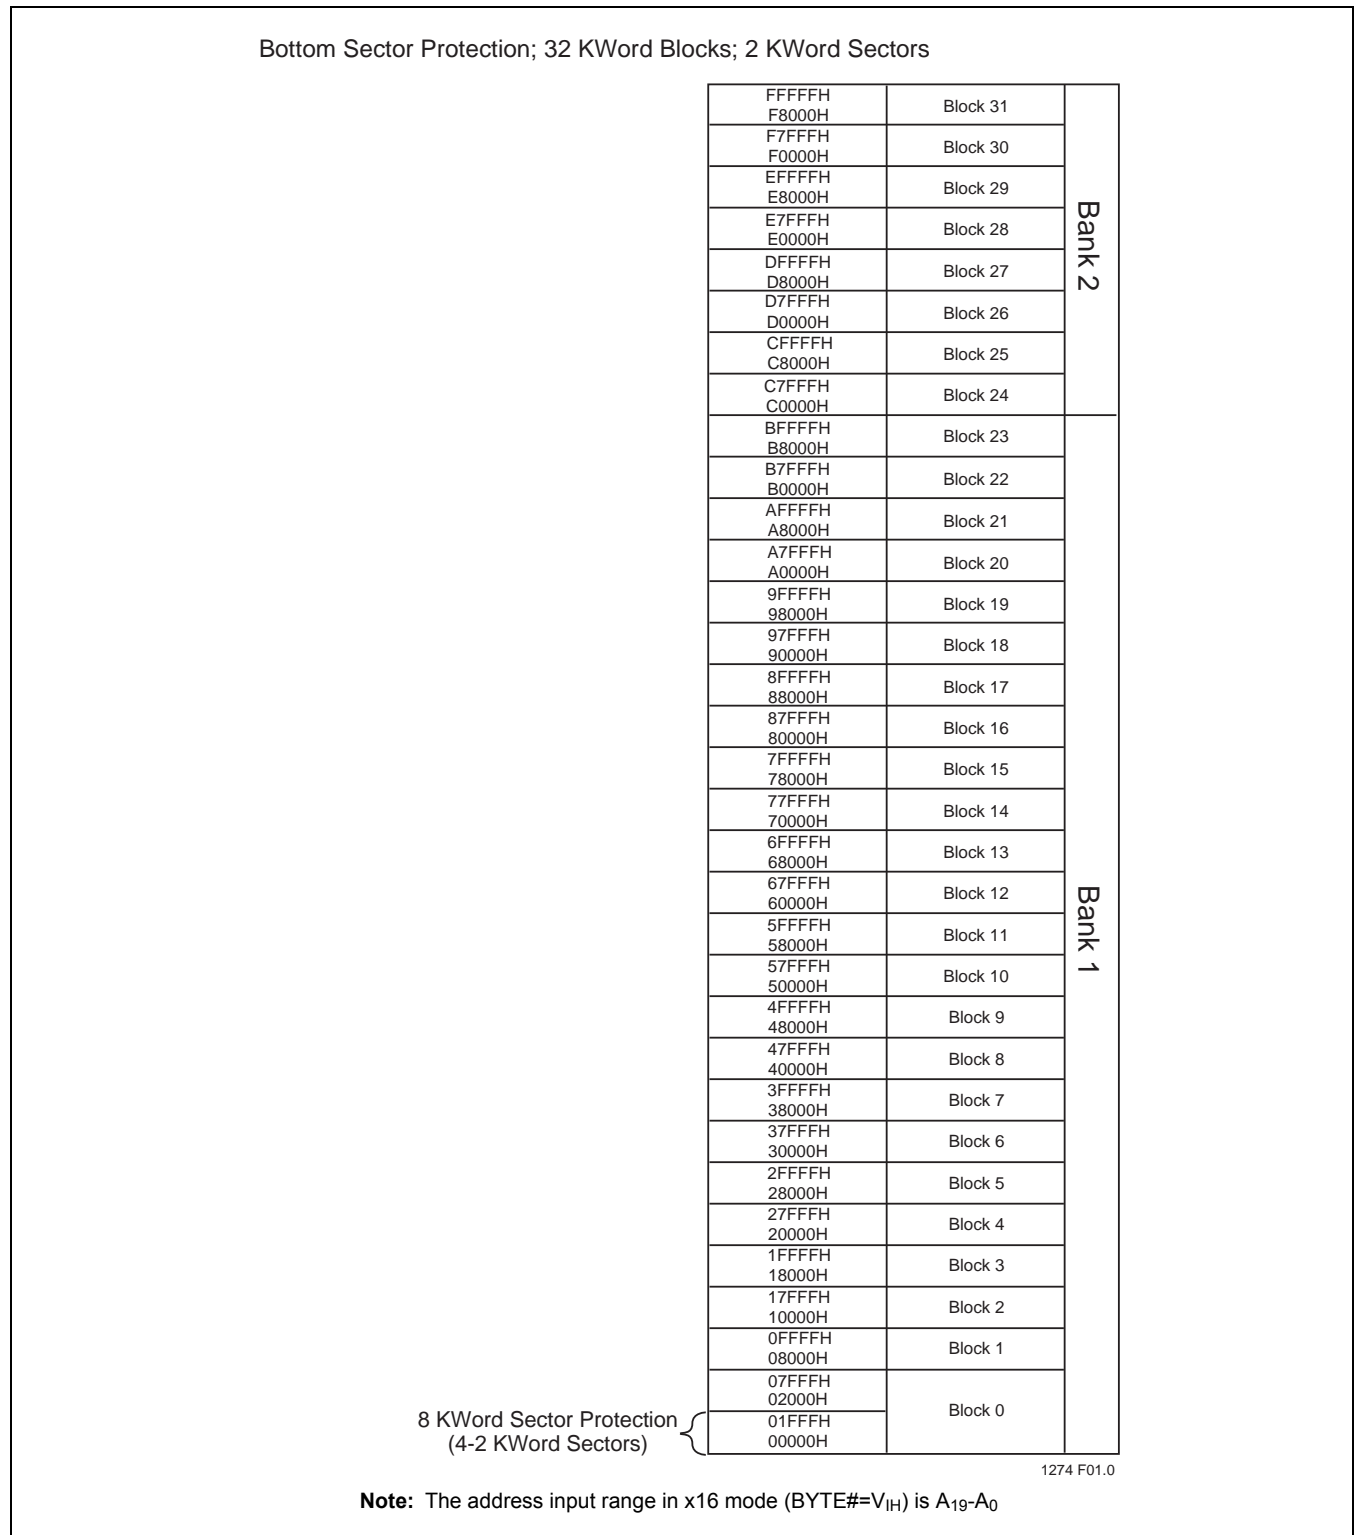 Bottom Sector Protection; 32 KWord Blocks; 2 KWord Sectors
FFFFFH
F8000H
Block 31
F7FFFH
F0000H
Block 30
EFFFFH
E8000H
Block 29
E7FFFH
E0000H
Block 28
DFFFFH
D8000H
Block 27
D7FFFH
D0000H
Block 26
CFFFFH
C8000H
Block 25
C7FFFH
C0000H
Block 24
Bank 2
BFFFFH
B8000H
Block 23
B7FFFH
B0000H
Block 22
AFFFFH
A8000H
Block 21
A7FFFH
A0000H
Block 20
9FFFFH
98000H
Block 19
97FFFH
90000H
Block 18
8FFFFH
88000H
Block 17
87FFFH
80000H
Block 16
7FFFFH
78000H
Block 15
77FFFH
70000H
Block 14
6FFFFH
68000H
Block 13
67FFFH
60000H
Block 12
5FFFFH
58000H
Block 11
57FFFH
50000H
Block 10
4FFFFH
48000H
Block 9
47FFFH
40000H
Block 8
3FFFFH
38000H
Block 7
37FFFH
30000H
Block 6
2FFFFH
28000H
Block 5
27FFFH
20000H
Block 4
1FFFFH
18000H
Block 3
17FFFH
10000H
Block 2
0FFFFH
08000H
Block 1
07FFFH
02000H
01FFFH
00000H
Block 0
Bank 1
8 KWord Sector Protection
(4-2 KWord Sectors)
1274 F01.0
Note: The address input range in x16 mode (BYTE#=VIH) is A19-A0